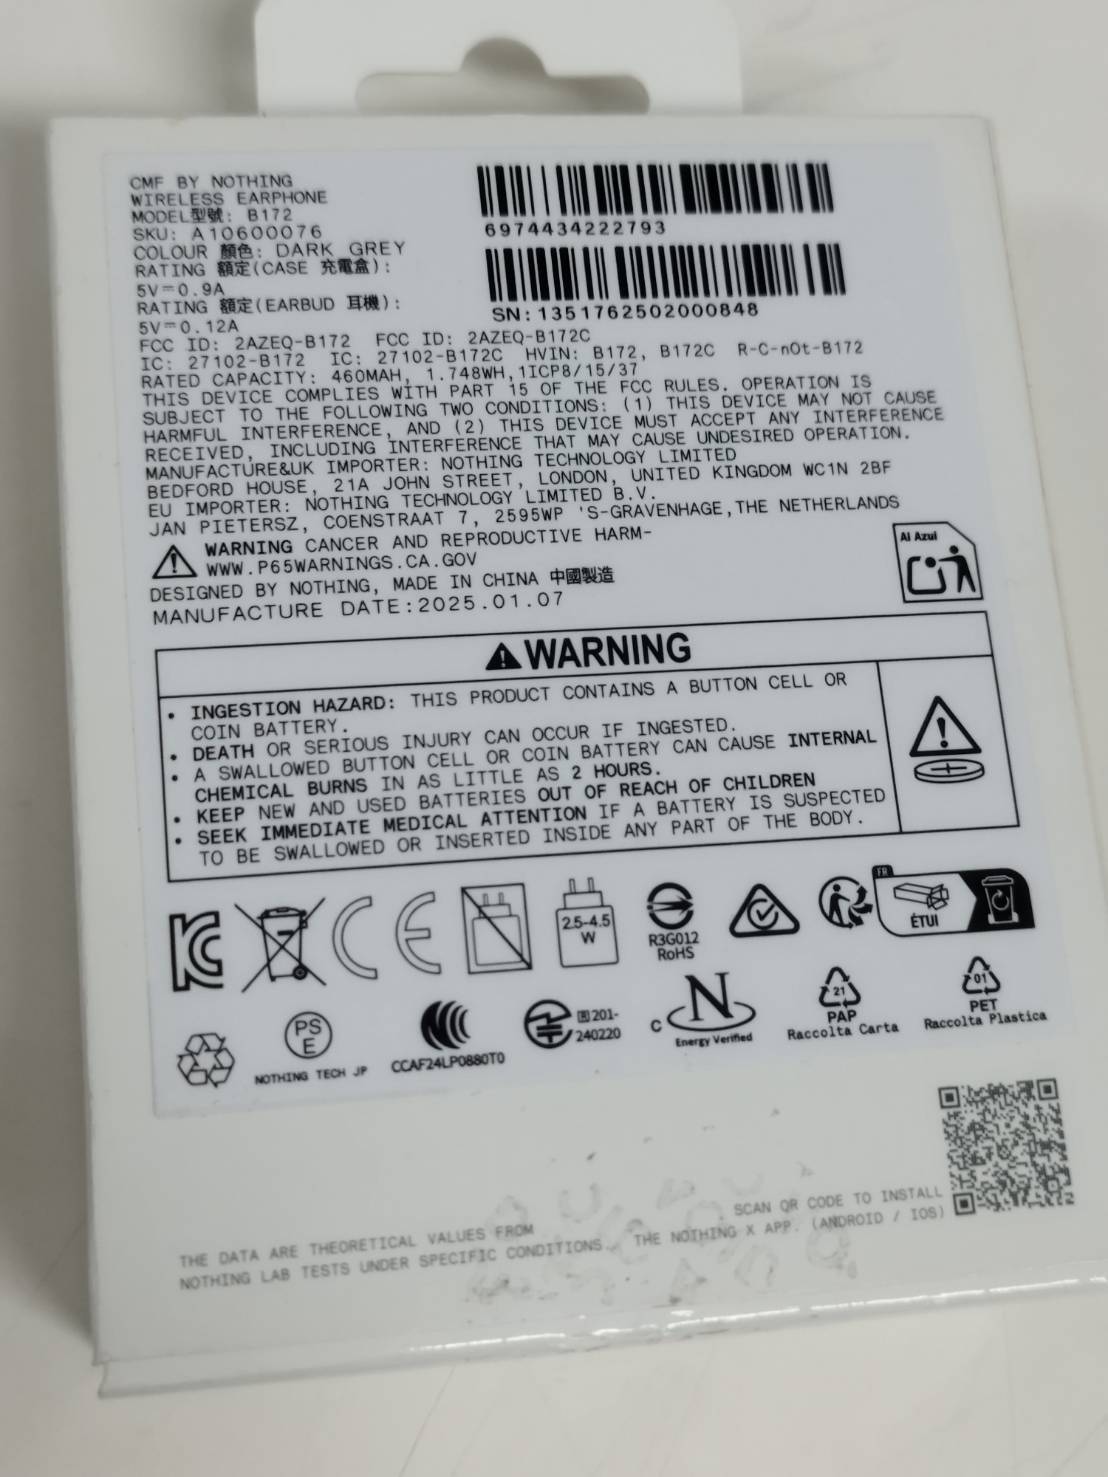 CMF BY NOTHING
WIRELESS EARPHONE
MODEL型號: B172
SKU: A10600076
COLOUR 顏色: DARK GREY
RATING 額定(CASE 充電盒):
5V⎓0.9A
RATING 額定(EARBUD 耳機):
5V⎓0.12A
6974434222793
SN: 1351762502000848
FCC ID: 2AZEQ-B172 FCC ID: 2AZEQ-B172C
IC: 27102-B172 IC: 27102-B172C HVIN: B172, B172C R-C-nOt-B172
RATED CAPACITY: 460MAH, 1.748WH,1ICP8/15/37
THIS DEVICE COMPLIES WITH PART 15 OF THE FCC RULES. OPERATION IS
SUBJECT TO THE FOLLOWING TWO CONDITIONS: (1) THIS DEVICE MAY NOT CAUSE
HARMFUL INTERFERENCE, AND (2) THIS DEVICE MUST ACCEPT ANY INTERFERENCE
RECEIVED, INCLUDING INTERFERENCE THAT MAY CAUSE UNDESIRED OPERATION.
MANUFACTURE&UK IMPORTER: NOTHING TECHNOLOGY LIMITED
BEDFORD HOUSE, 21A JOHN STREET, LONDON, UNITED KINGDOM WC1N 2BF
EU IMPORTER: NOTHING TECHNOLOGY LIMITED B.V.
JAN PIETERSZ, COENSTRAAT 7, 2595WP 'S-GRAVENHAGE,THE NETHERLANDS
WARNING CANCER AND REPRODUCTIVE HARM-
WWW.P65WARNINGS.CA.GOV
DESIGNED BY NOTHING, MADE IN CHINA 中國製造
MANUFACTURE DATE:2025.01.07
Al Azul
WARNING
• INGESTION HAZARD: THIS PRODUCT CONTAINS A BUTTON CELL OR
COIN BATTERY.
• DEATH OR SERIOUS INJURY CAN OCCUR IF INGESTED.
• A SWALLOWED BUTTON CELL OR COIN BATTERY CAN CAUSE INTERNAL
CHEMICAL BURNS IN AS LITTLE AS 2 HOURS.
• KEEP NEW AND USED BATTERIES OUT OF REACH OF CHILDREN
• SEEK IMMEDIATE MEDICAL ATTENTION IF A BATTERY IS SUSPECTED
TO BE SWALLOWED OR INSERTED INSIDE ANY PART OF THE BODY.
CE
2.5-4.5
W
R3G012
RoHS
FR
ÉTUI
PS
E
NOTHING TECH JP
CCAF24LP0880T0
R 201-
240220
C N
Energy Verified
21
PAP
Raccolta Carta
01
PET
Raccolta Plastica
THE DATA ARE THEORETICAL VALUES FROM
NOTHING LAB TESTS UNDER SPECIFIC CONDITIONS.
SCAN QR CODE TO INSTALL
THE NOTHING X APP. (ANDROID / IOS)